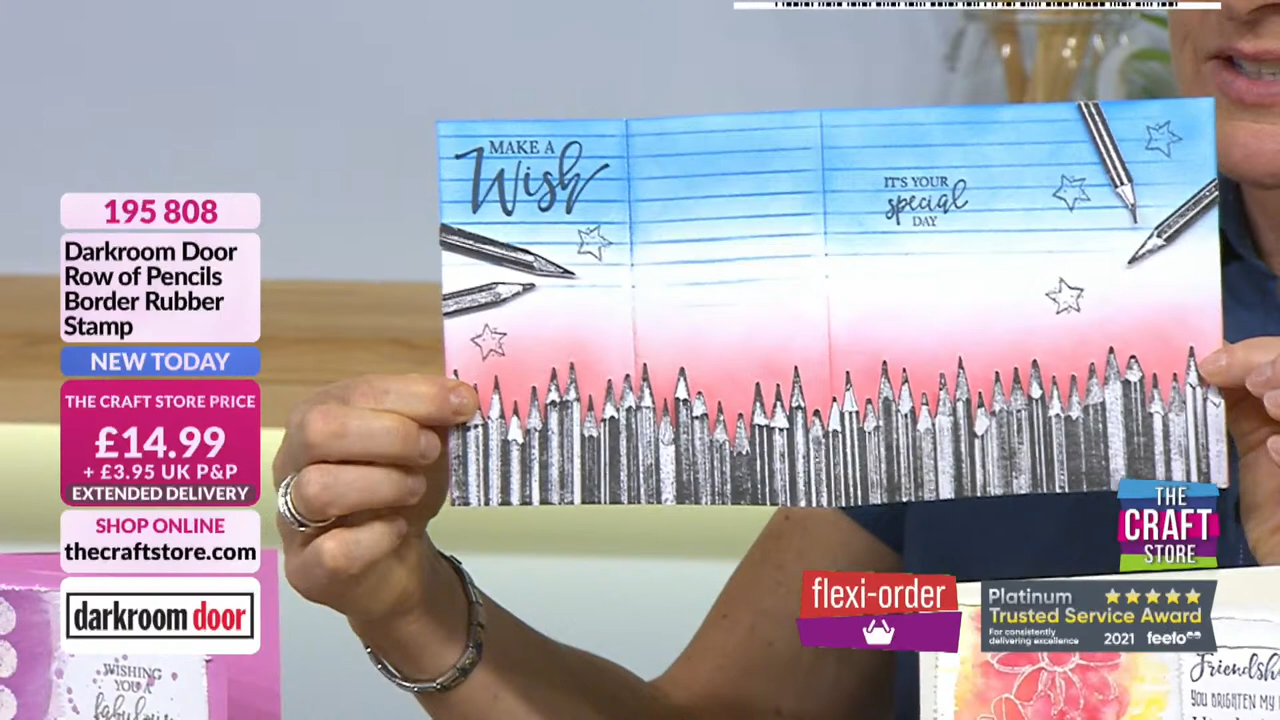 195 808
Darkroom Door
Row of Pencils
Border Rubber
Stamp
NEW TODAY
THE CRAFT STORE PRICE
£14.99
+ £3.95 UK P&P
EXTENDED DELIVERY
SHOP ONLINE
thecraftstore.com
darkroom door
MAKE A
Wish
IT'S YOUR
special
DAY
THE
CRAFT
STORE
flexi-order
Platinum
Trusted Service Award
For consistently
delivering excellence
2021 feefo
WISHING
YOU A
YOU BRIGHTEN MY